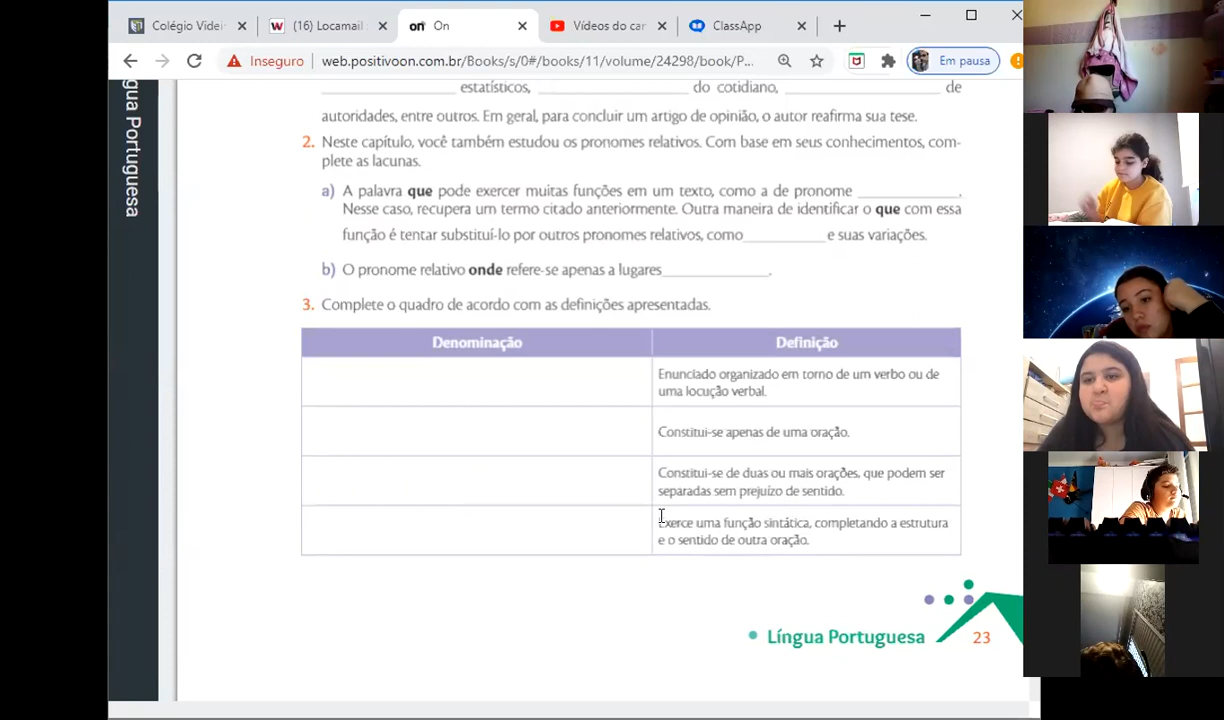 Colégio Videi
(16) Locamail
On
Vídeos do car
ClassApp
Inseguro
web.positivoon.com.br/Books/s/0#/books/11/volume/24298/book/P...
Em pausa
gua Portuguesa
estatísticos, ____ do cotidiano, ____ de
autoridades, entre outros. Em geral, para concluir um artigo de opinião, o autor reafirma sua tese.
2. Neste capítulo, você também estudou os pronomes relativos. Com base em seus conhecimentos, com-
plete as lacunas.
a) A palavra que pode exercer muitas funções em um texto, como a de pronome ____.
Nesse caso, recupera um termo citado anteriormente. Outra maneira de identificar o que com essa
função é tentar substituí-lo por outros pronomes relativos, como ____ e suas variações.
b) O pronome relativo onde refere-se apenas a lugares ____.
3. Complete o quadro de acordo com as definições apresentadas.
Denominação Definição
Enunciado organizado em torno de um verbo ou de
uma locução verbal.
Constitui-se apenas de uma oração.
Constitui-se de duas ou mais orações, que podem ser
separadas sem prejuízo de sentido.
Exerce uma função sintática, completando a estrutura
e o sentido de outra oração.
Língua Portuguesa 23